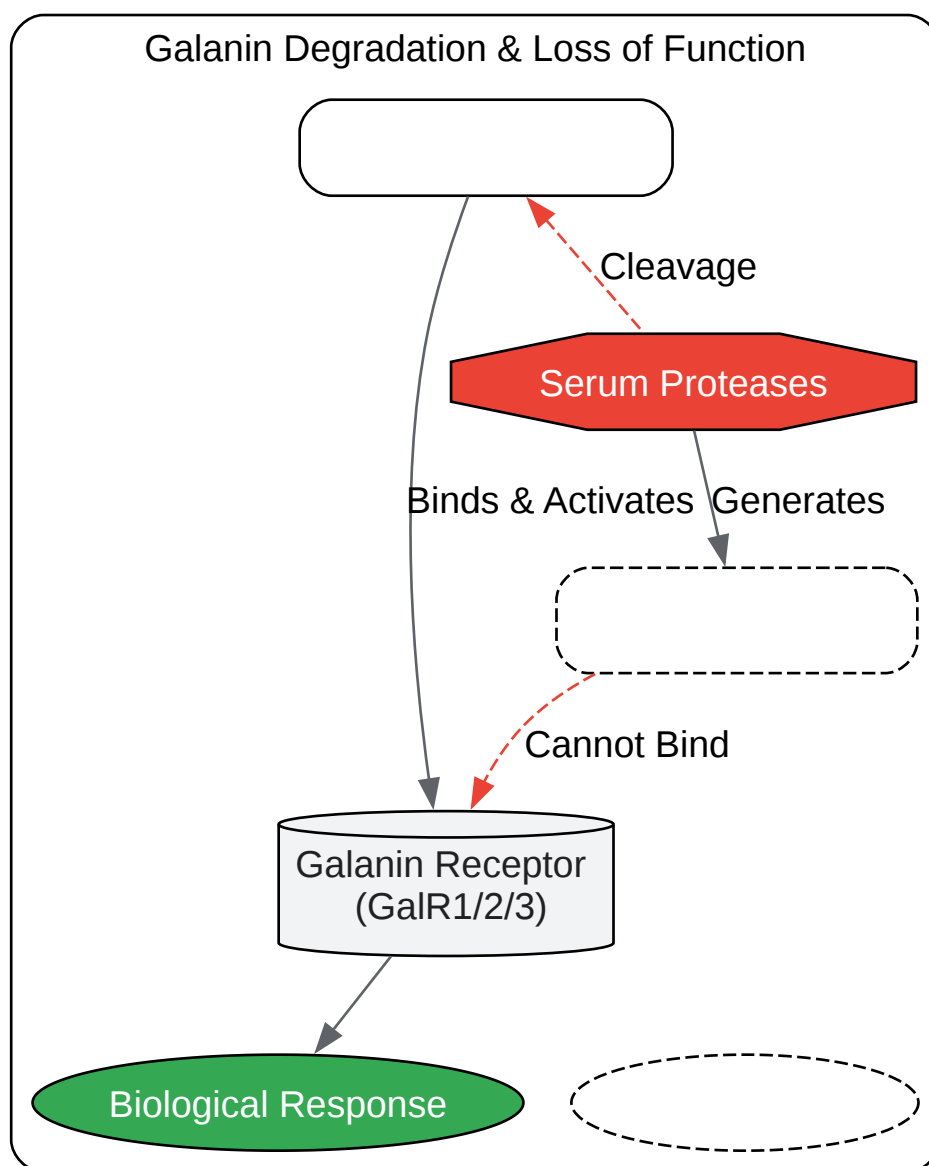 Galanin Degradation & Loss of Function
Cleavage
Serum Proteases
Binds & Activates
Generates
Cannot Bind
Galanin Receptor
(GalR1/2/3)
Biological Response